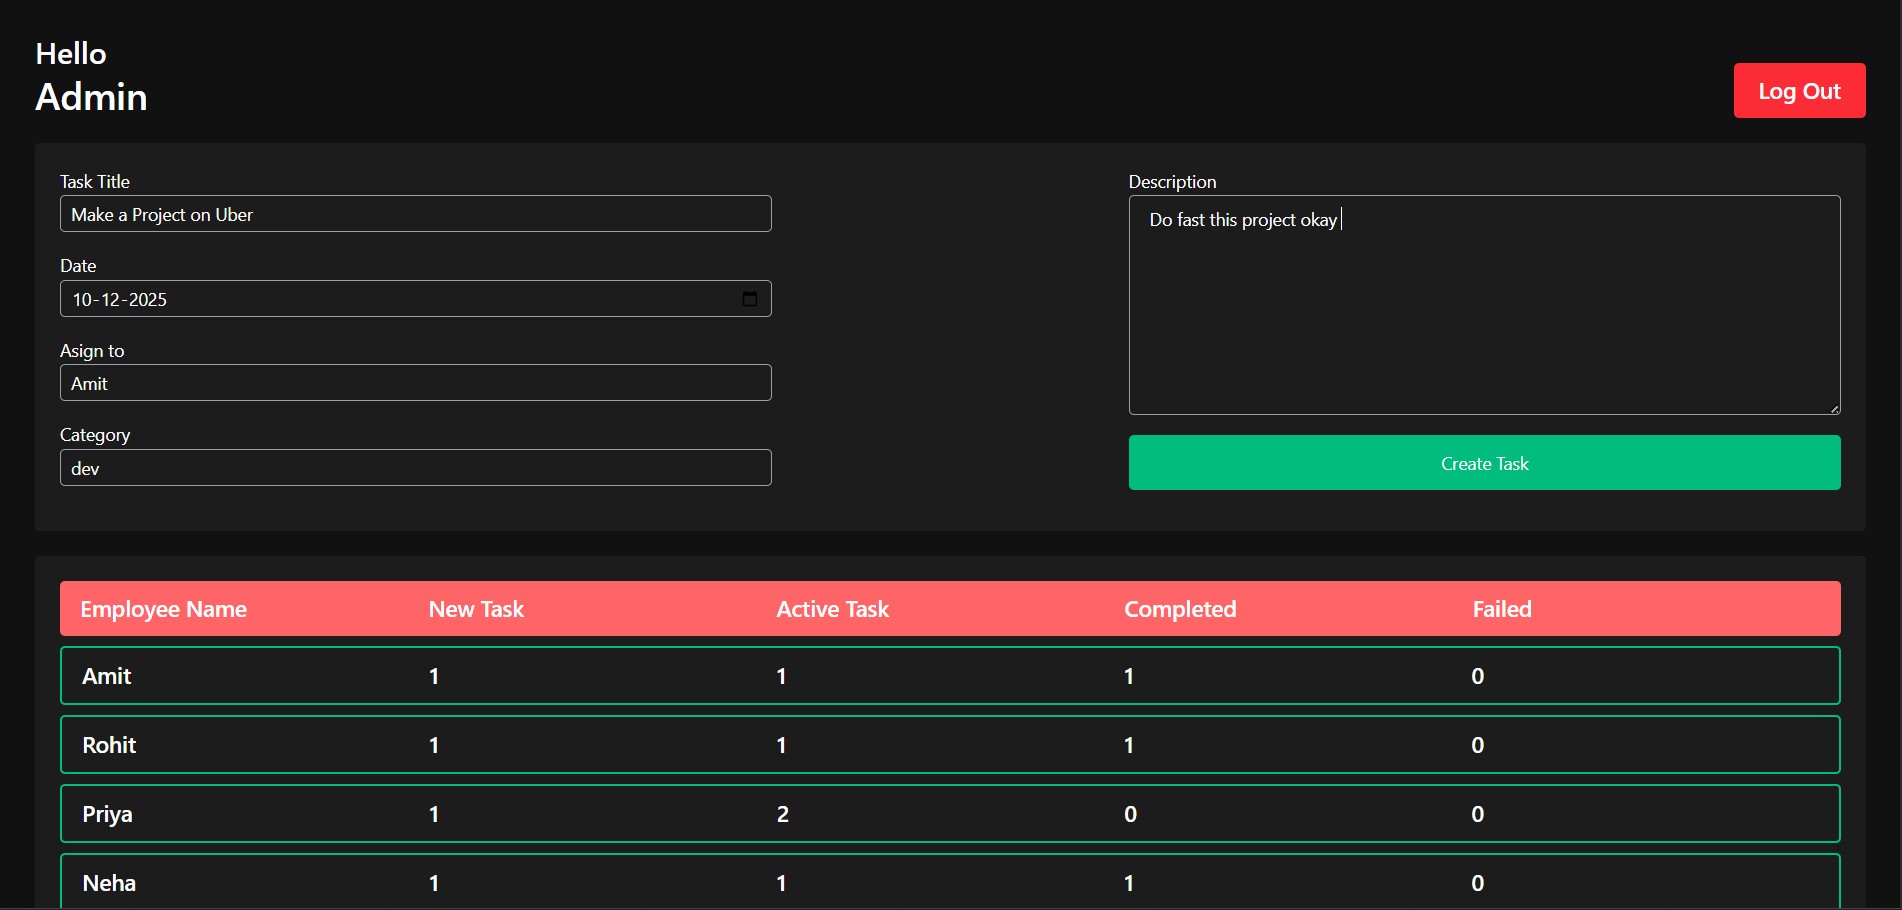 Hello
Admin
Log Out
Task Title
Make a Project on Uber
Date
10-12-2025
Asign to
Amit
Category
dev
Description
Do fast this project okay
Create Task
Employee Name New Task Active Task Completed Failed
Amit 1 1 1 0
Rohit 1 1 1 0
Priya 1 2 0 0
Neha 1 1 1 0